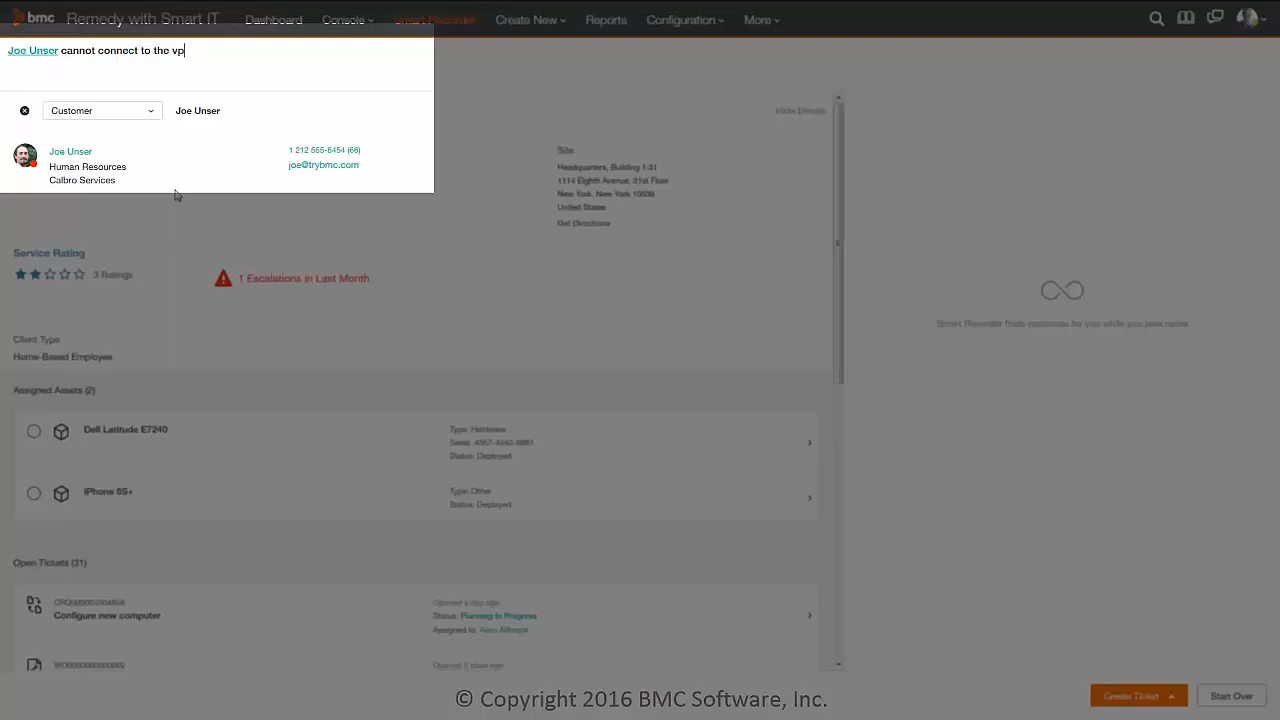 bmc Remedy with Smart IT Dashboard Console Smart Recorder Create New Reports Configuration More
Joe Unser cannot connect to the vp
Customer Joe Unser
Joe Unser
Human Resources
Calbro Services
1 212 555-5454 (66)
joe@trybmc.com
Hide Details
Site
Headquarters, Building 1.31
1114 Eighth Avenue, 31st Floor
New York, New York 10036
United States
Get Directions
Service Rating
3 Ratings
1 Escalations in Last Month
Smart Recorder finds resources for you while you take notes
Client Type
Home-Based Employee
Assigned Assets (2)
Dell Latitude E7240
Type: Hardware
Status: Deployed
iPhone 6S+
Type: Other
Status: Deployed
Open Tickets (31)
Configure new computer
Opened a day ago
Status: Planning In Progress
Assigned to: Allen Allbrook
Create Ticket Start Over
© Copyright 2016 BMC Software, Inc.